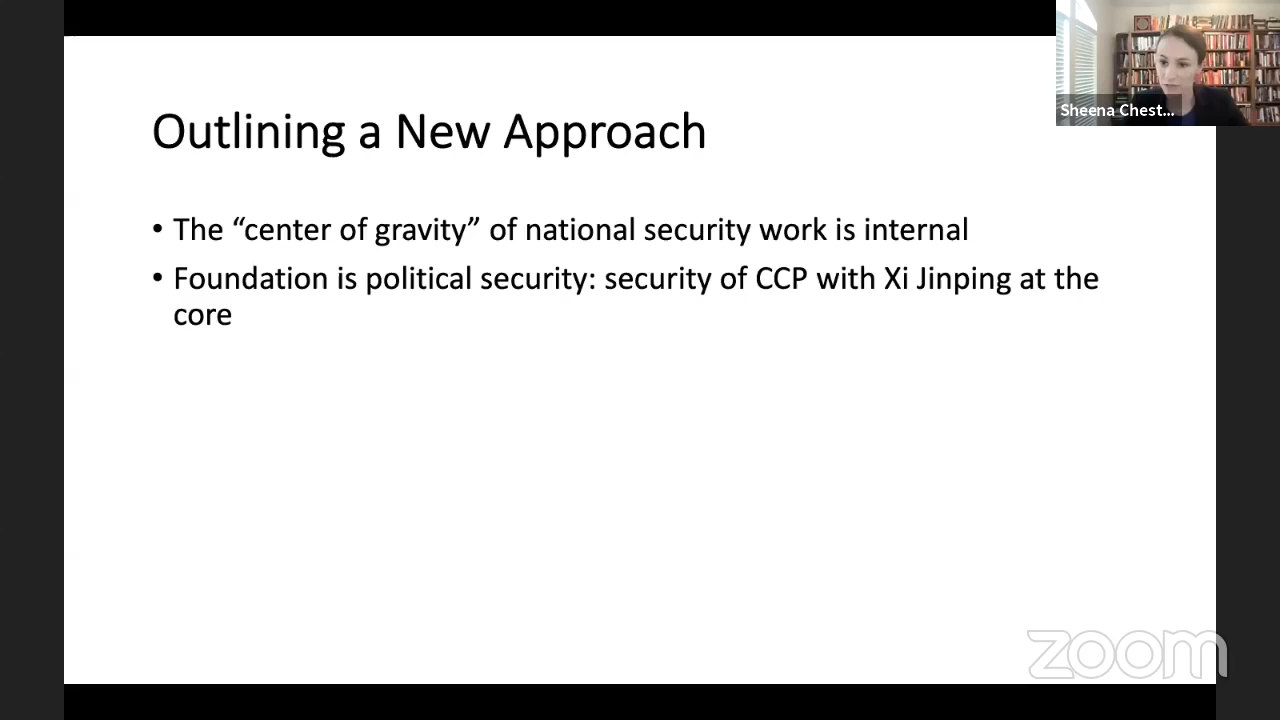 Sheena Chest...
Outlining a New Approach
• The “center of gravity” of national security work is internal
• Foundation is political security: security of CCP with Xi Jinping at the
core
zoom